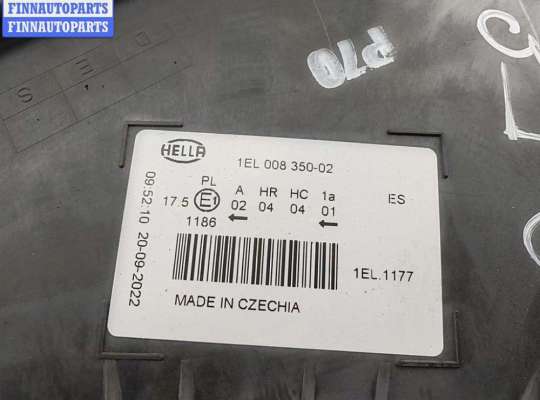 FINNAUTOPARTS
FINNAUTOPARTS
P70
HELLA
1EL 008 350-02
PL A HR HC 1a ES
17.5 E1 02 04 04 01
1186
1EL.1177
MADE IN CZECHIA
09:52:10 20-09-2022